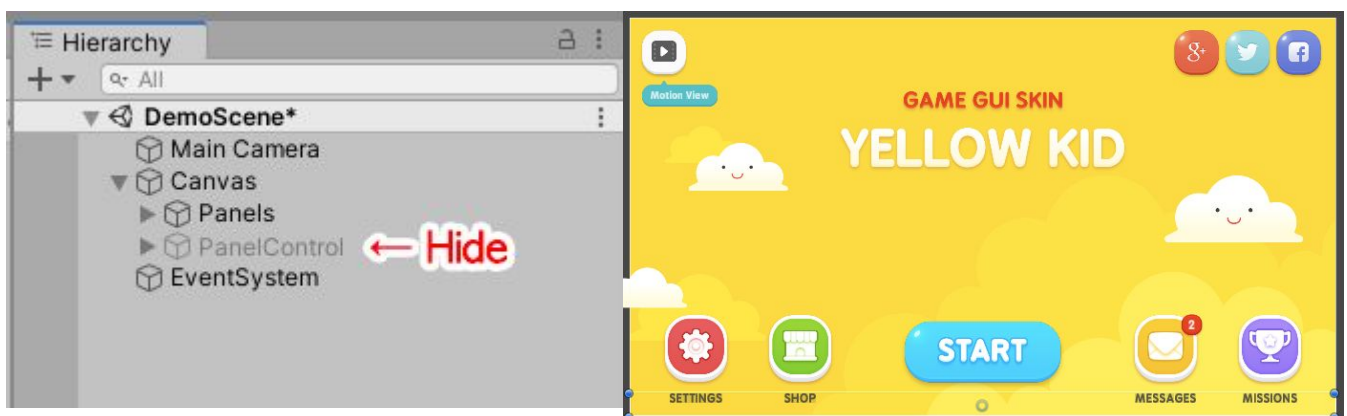 Hierarchy
All
DemoScene*
Main Camera
Canvas
Panels
PanelControl ← Hide
EventSystem
Motion View
g+
GAME GUI SKIN
YELLOW KID
START
2
SETTINGS
SHOP
MESSAGES
MISSIONS